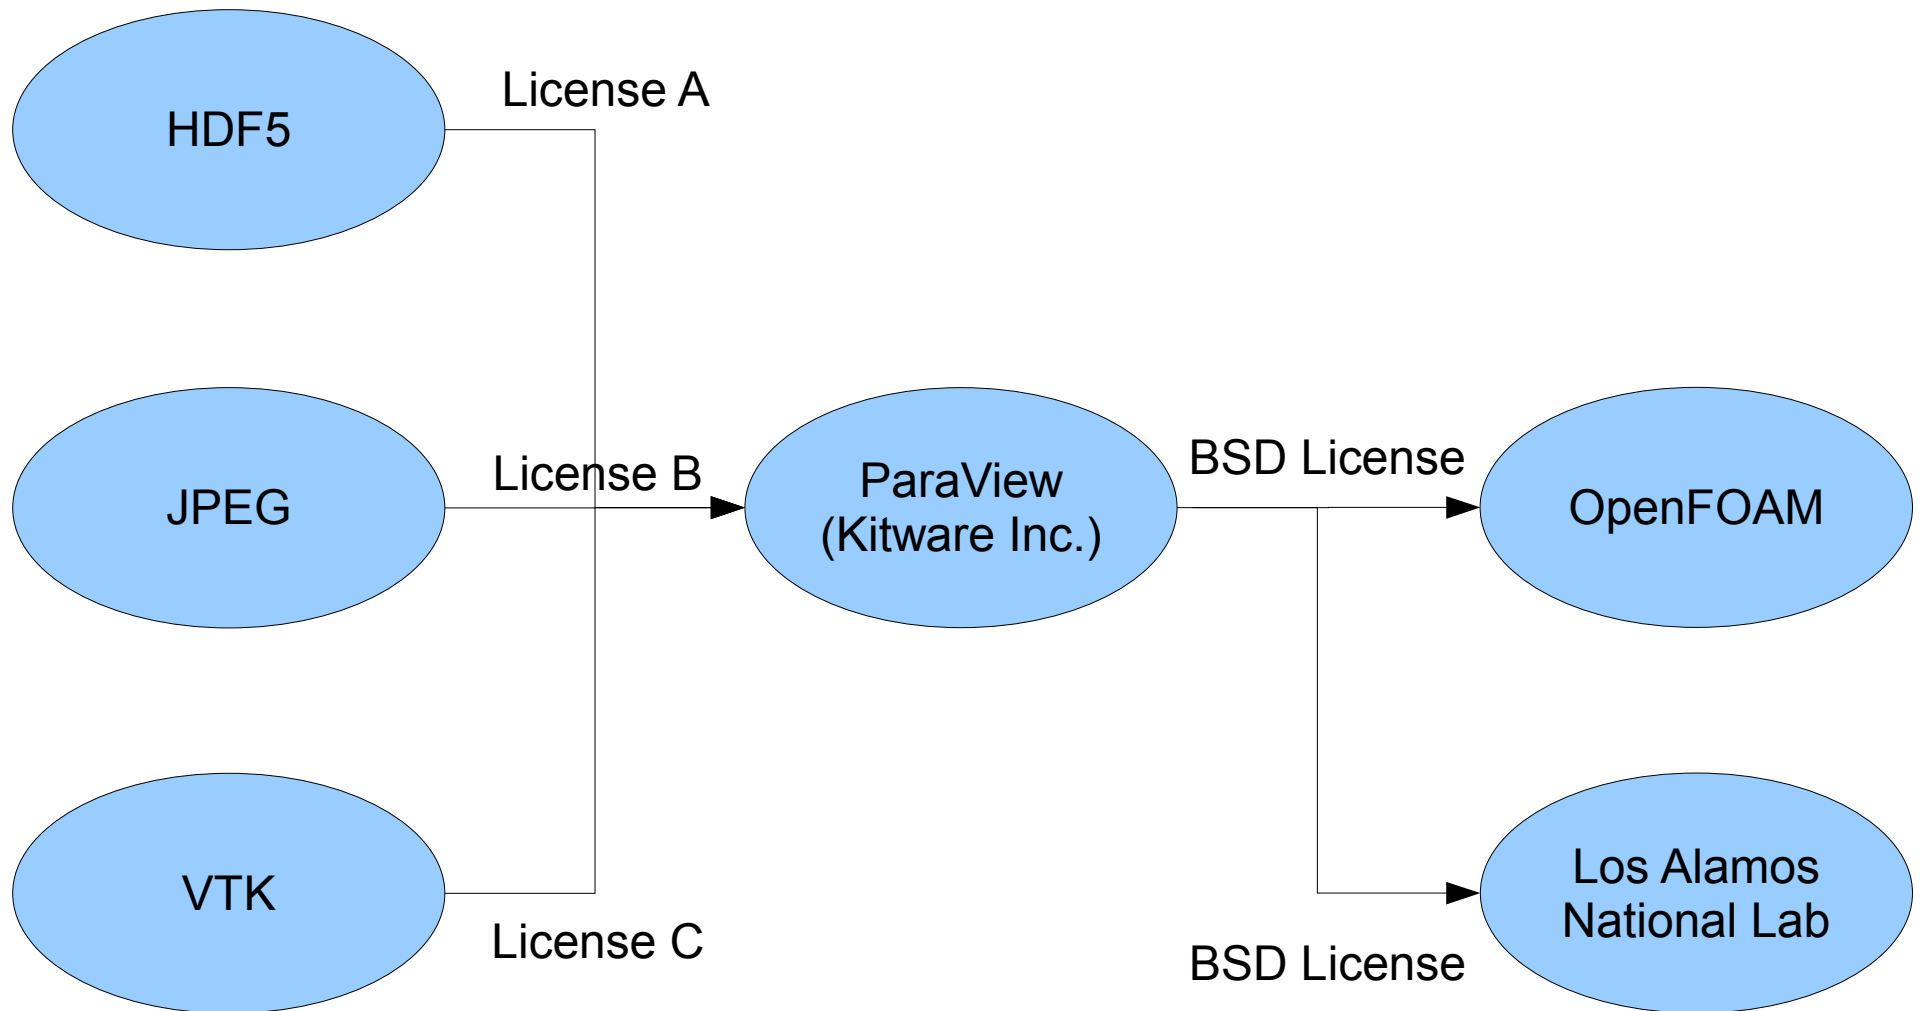 HDF5
License A
JPEG
License B
ParaView
(Kitware Inc.)
BSD License
OpenFOAM
VTK
License C
Los Alamos
National Lab
BSD License